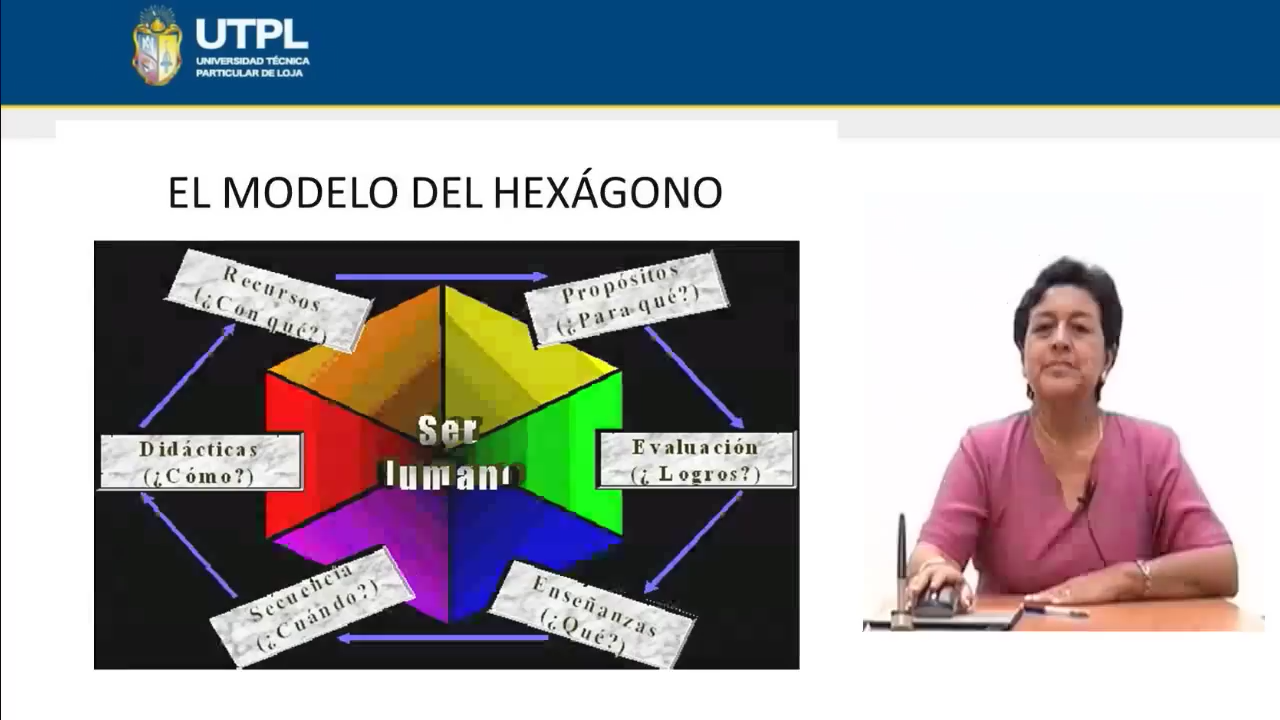 UTPL
UNIVERSIDAD TÉCNICA
PARTICULAR DE LOJA
EL MODELO DEL HEXÁGONO
Recursos
(¿Con qué?)
Propósitos
(¿Para qué?)
Didácticas
(¿Cómo?)
Ser
Humano
Evaluación
(¿ Logros?)
Secuencia
(¿Cuándo?)
Enseñanzas
(¿Qué?)